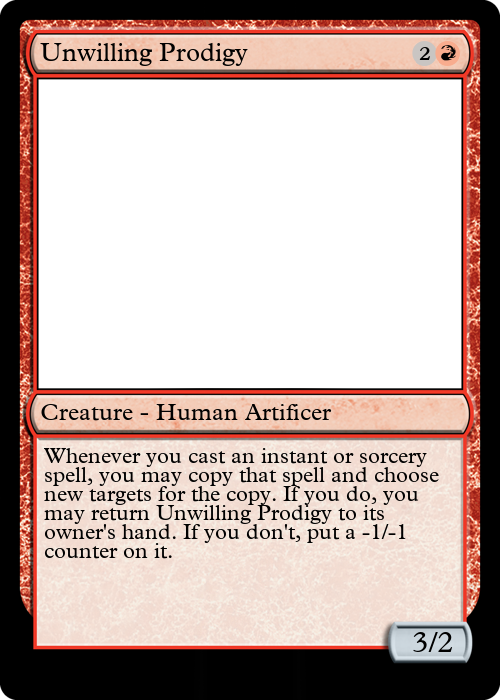 Unwilling Prodigy 2
Creature - Human Artificer
Whenever you cast an instant or sorcery
spell, you may copy that spell and choose
new targets for the copy. If you do, you
may return Unwilling Prodigy to its
owner's hand. If you don't, put a -1/-1
counter on it.
3/2